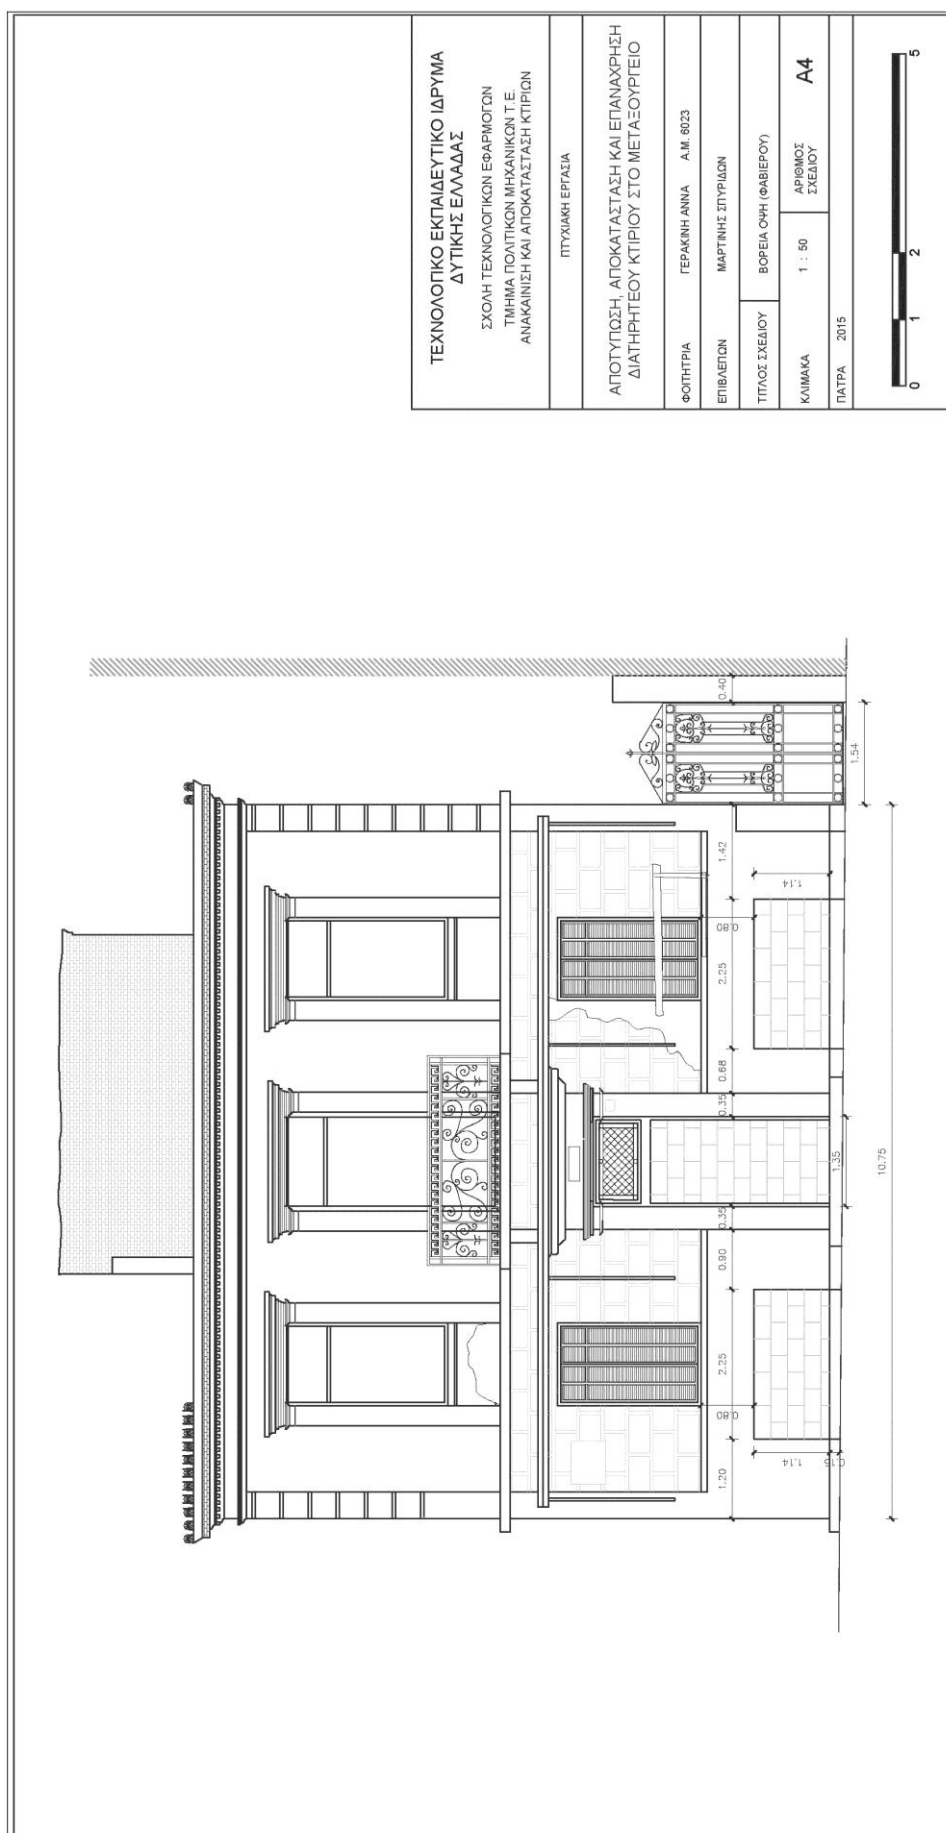 ΤΕΧΝΟΛΟΓΙΚΟ ΕΚΠΑΙΔΕΥΤΙΚΟ ΙΔΡΥΜΑ
ΔΥΤΙΚΗΣ ΕΛΛΑΔΑΣ
ΣΧΟΛΗ ΤΕΧΝΟΛΟΓΙΚΩΝ ΕΦΑΡΜΟΓΩΝ
ΤΜΗΜΑ ΠΟΛΙΤΙΚΩΝ ΜΗΧΑΝΙΚΩΝ Τ.Ε.
ΑΝΑΚΑΙΝΙΣΗ ΚΑΙ ΑΠΟΚΑΤΑΣΤΑΣΗ ΚΤΙΡΙΩΝ
ΠΤΥΧΙΑΚΗ ΕΡΓΑΣΙΑ
ΑΠΟΤΥΠΩΣΗ, ΑΠΟΚΑΤΑΣΤΑΣΗ ΚΑΙ ΕΠΑΝΑΧΡΗΣΗ
ΔΙΑΤΗΡΗΤΕΟΥ ΚΤΙΡΙΟΥ ΣΤΟ ΜΕΤΑΞΟΥΡΓΕΙΟ
ΦΟΙΤΗΤΡΙΑ ΓΕΡΑΚΙΝΗ ΑΝΝΑ Α.Μ. 6023
ΕΠΙΒΛΕΠΩΝ ΜΑΡΤΙΝΗΣ ΣΠΥΡΙΔΩΝ
ΤΙΤΛΟΣ ΣΧΕΔΙΟΥ ΒΟΡΕΙΑ ΟΨΗ (ΦΑΒΙΕΡΟΥ)
ΚΛΙΜΑΚΑ 1 : 50 ΑΡΙΘΜΟΣ
ΣΧΕΔΙΟΥ A4
ΠΑΤΡΑ 2015
0 1 2 5
1.20 2.25 0.90 0.35 0.35 0.68 2.25 1.42 0.40
0.80 0.80
1.14 1.14
0.15
1.35
1.54
10.75